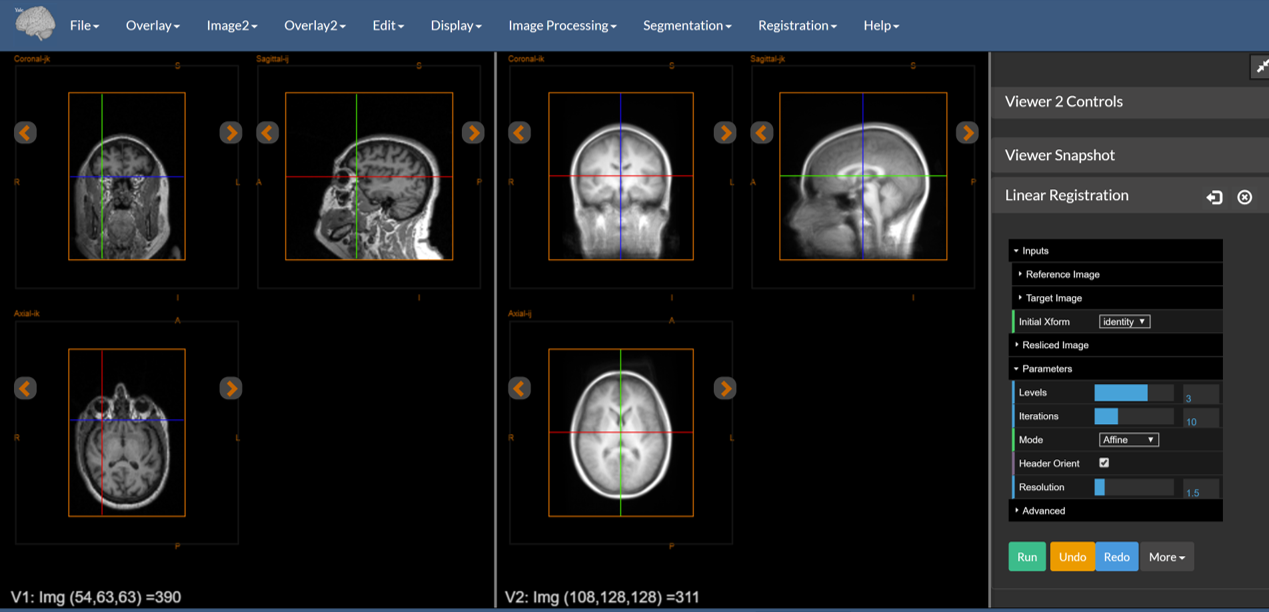 Yale
File Overlay Image2 Overlay2 Edit Display Image Processing Segmentation Registration Help
Coronal-jk
S
R
L
I
Sagittal-ij
S
A
P
I
Coronal-ik
S
R
L
I
Sagittal-jk
S
A
P
I
Axial-ik
A
R
L
P
Axial-ij
A
R
L
P
V1: Img (54,63,63) =390
V2: Img (108,128,128) =311
Viewer 2 Controls
Viewer Snapshot
Linear Registration
Inputs
Reference Image
Target Image
Initial Xform identity
Resliced Image
Parameters
Levels 3
Iterations 10
Mode Affine
Header Orient
Resolution 1.5
Advanced
Run Undo Redo More